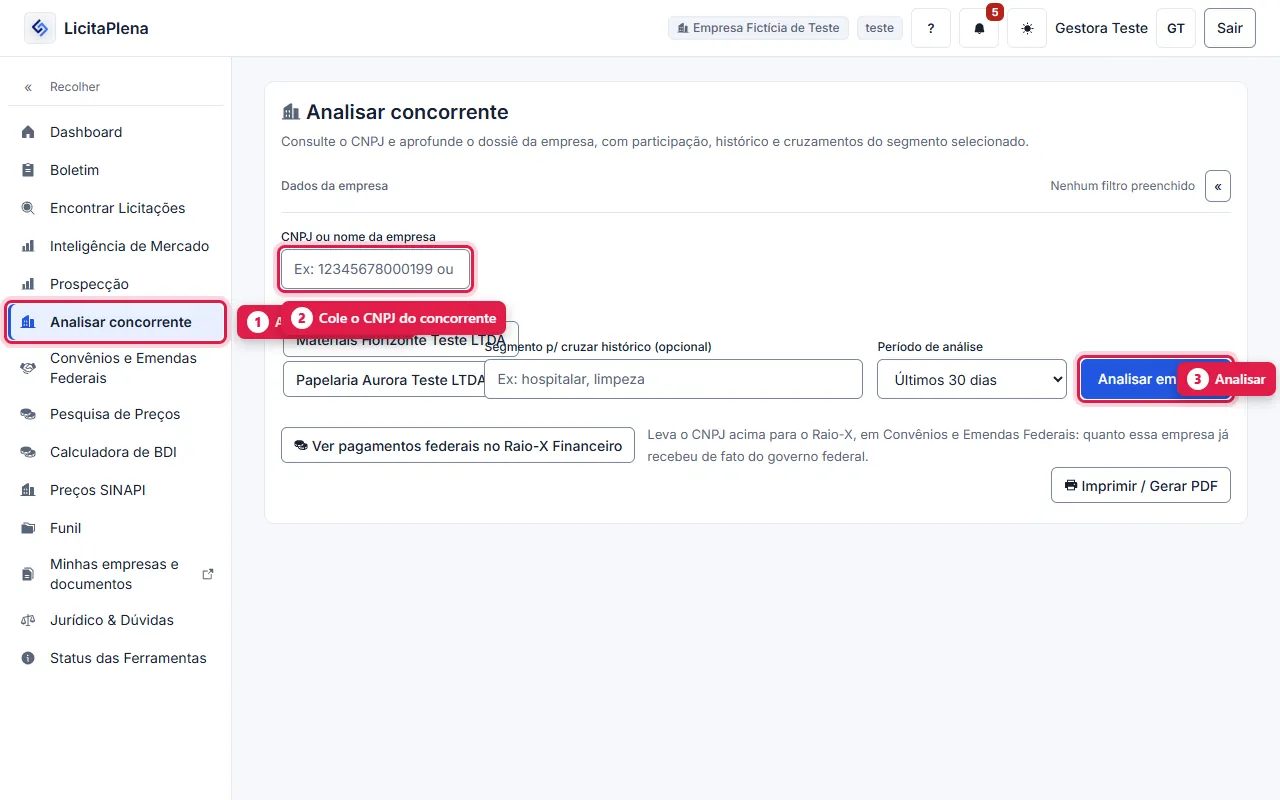 LicitaPlena
Empresa Fictícia de Teste
teste
?
5
Gestora Teste
GT
Sair
« Recolher
Dashboard
Boletim
Encontrar Licitações
Inteligência de Mercado
Prospecção
Analisar concorrente
Convênios e Emendas
Federais
Pesquisa de Preços
Calculadora de BDI
Preços SINAPI
Funil
Minhas empresas e
documentos
Jurídico & Dúvidas
Status das Ferramentas
Analisar concorrente
Consulte o CNPJ e aprofunde o dossiê da empresa, com participação, histórico e cruzamentos do segmento selecionado.
Dados da empresa
Nenhum filtro preenchido
«
CNPJ ou nome da empresa
Ex: 12345678000199 ou
1
2 Cole o CNPJ do concorrente
Materiais Horizonte Teste LTDA
Papelaria Aurora Teste LTDA
Segmento p/ cruzar histórico (opcional)
Ex: hospitalar, limpeza
Período de análise
Últimos 30 dias
Analisar em
3 Analisar
Ver pagamentos federais no Raio-X Financeiro
Leva o CNPJ acima para o Raio-X, em Convênios e Emendas Federais: quanto essa empresa já
recebeu de fato do governo federal.
Imprimir / Gerar PDF